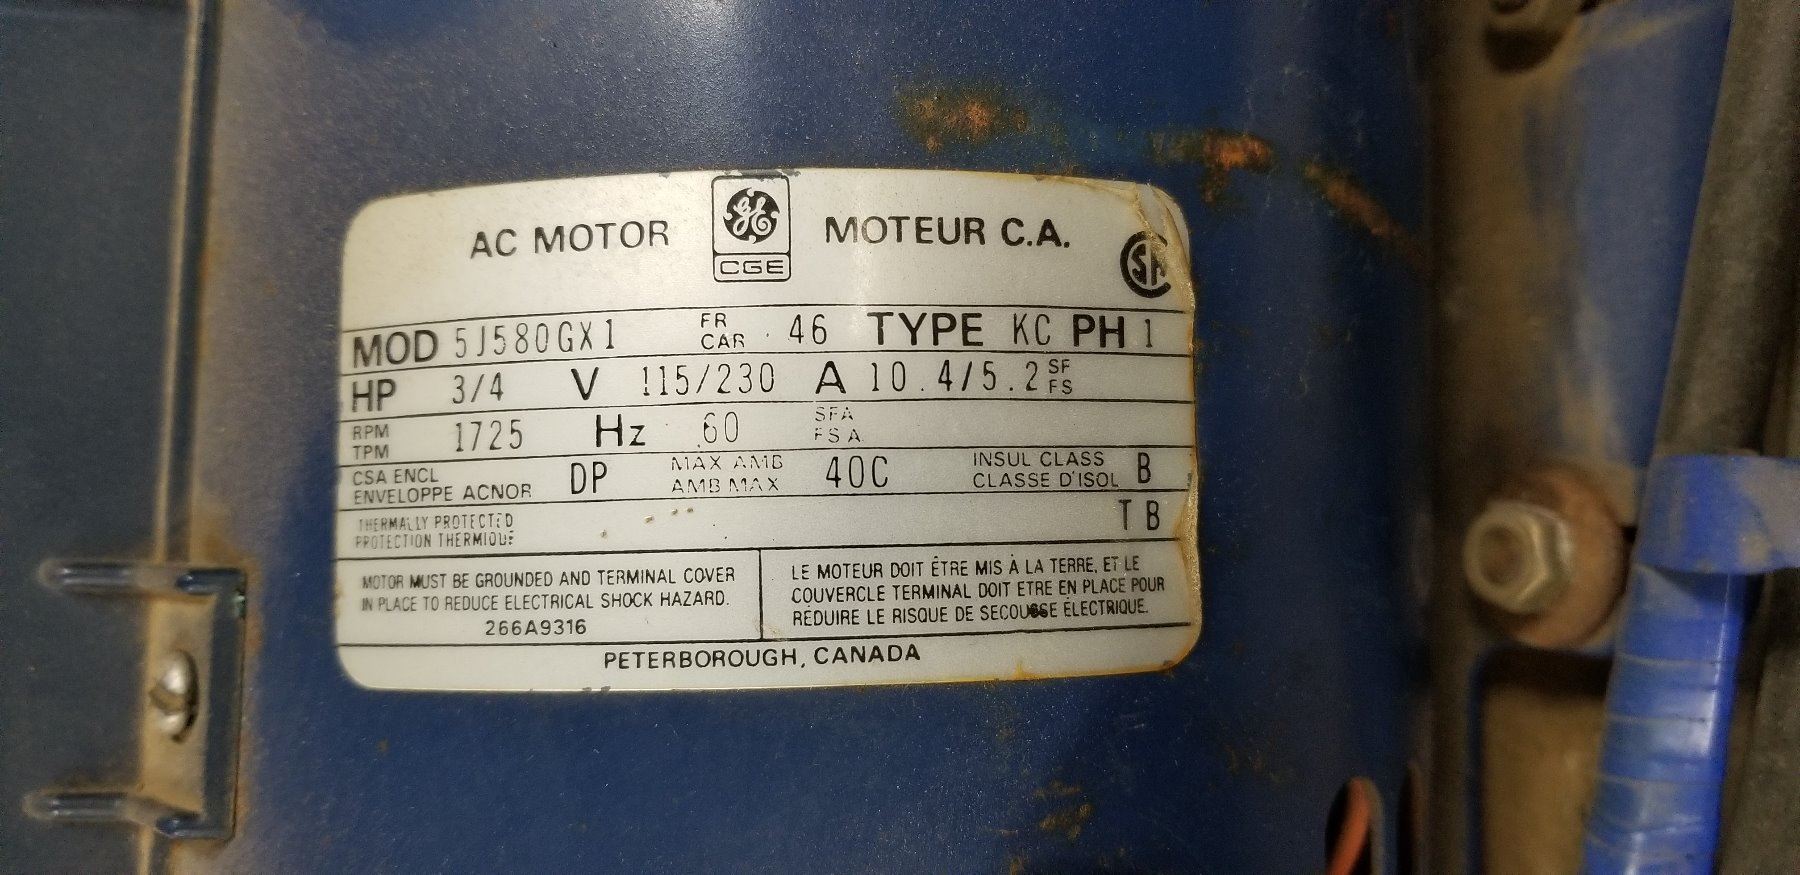 AC MOTOR GE CGE MOTEUR C.A. SA
MOD 5J580GX1 FR CAR 46 TYPE KC PH 1
HP 3/4 V 115/230 A 10.4/5.2 SF FS
RPM TPM 1725 Hz 60 SFA FSA
CSA ENCL ENVELOPPE ACNOR DP MAX AMB AMB MAX 40C INSUL CLASS CLASSE D'ISOL B
THERMALLY PROTECTED
PROTECTION THERMIQUE
TB
MOTOR MUST BE GROUNDED AND TERMINAL COVER
IN PLACE TO REDUCE ELECTRICAL SHOCK HAZARD.
266A9316
LE MOTEUR DOIT ÊTRE MIS À LA TERRE, ET LE
COUVERCLE TERMINAL DOIT ETRE EN PLACE POUR
RÉDUIRE LE RISQUE DE SECOUSSE ÉLECTRIQUE.
PETERBOROUGH, CANADA